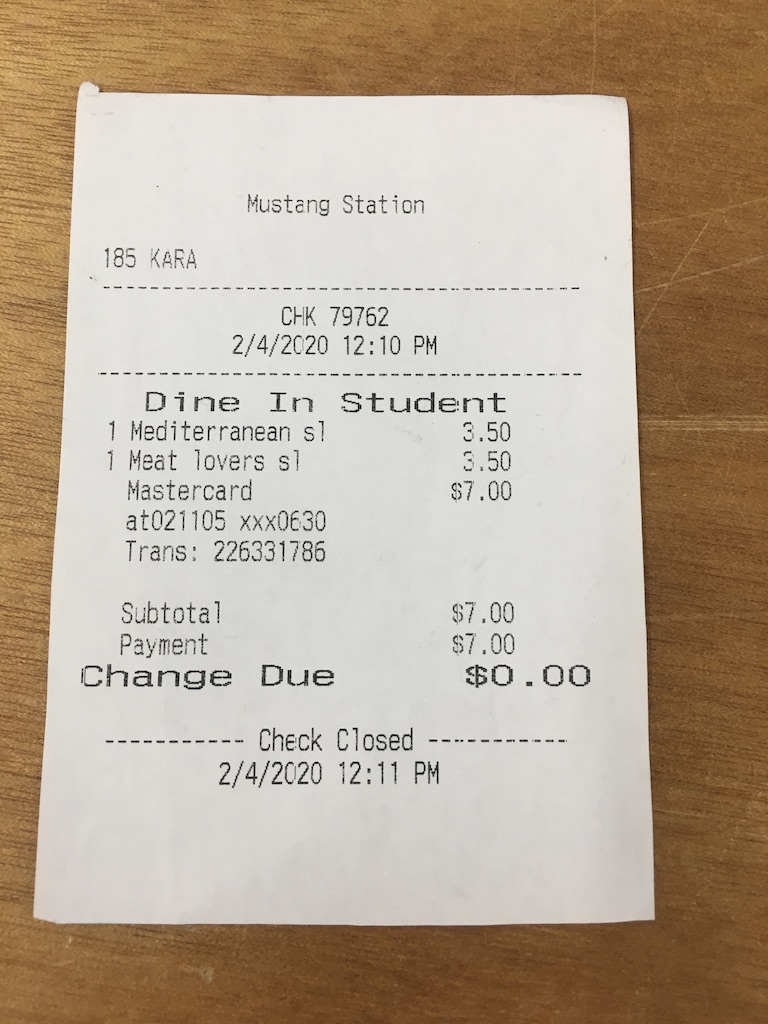 Mustang Station
185 KARA
--------------------------------------------
CHK 79762
2/4/2020 12:10 PM
--------------------------------------------
Dine In Student
1 Mediterranean sl 3.50
1 Meat lovers sl 3.50
Mastercard $7.00
at021105 xxx0630
Trans: 226331786
Subtotal $7.00
Payment $7.00
Change Due $0.00
----------- Check Closed -----------
2/4/2020 12:11 PM